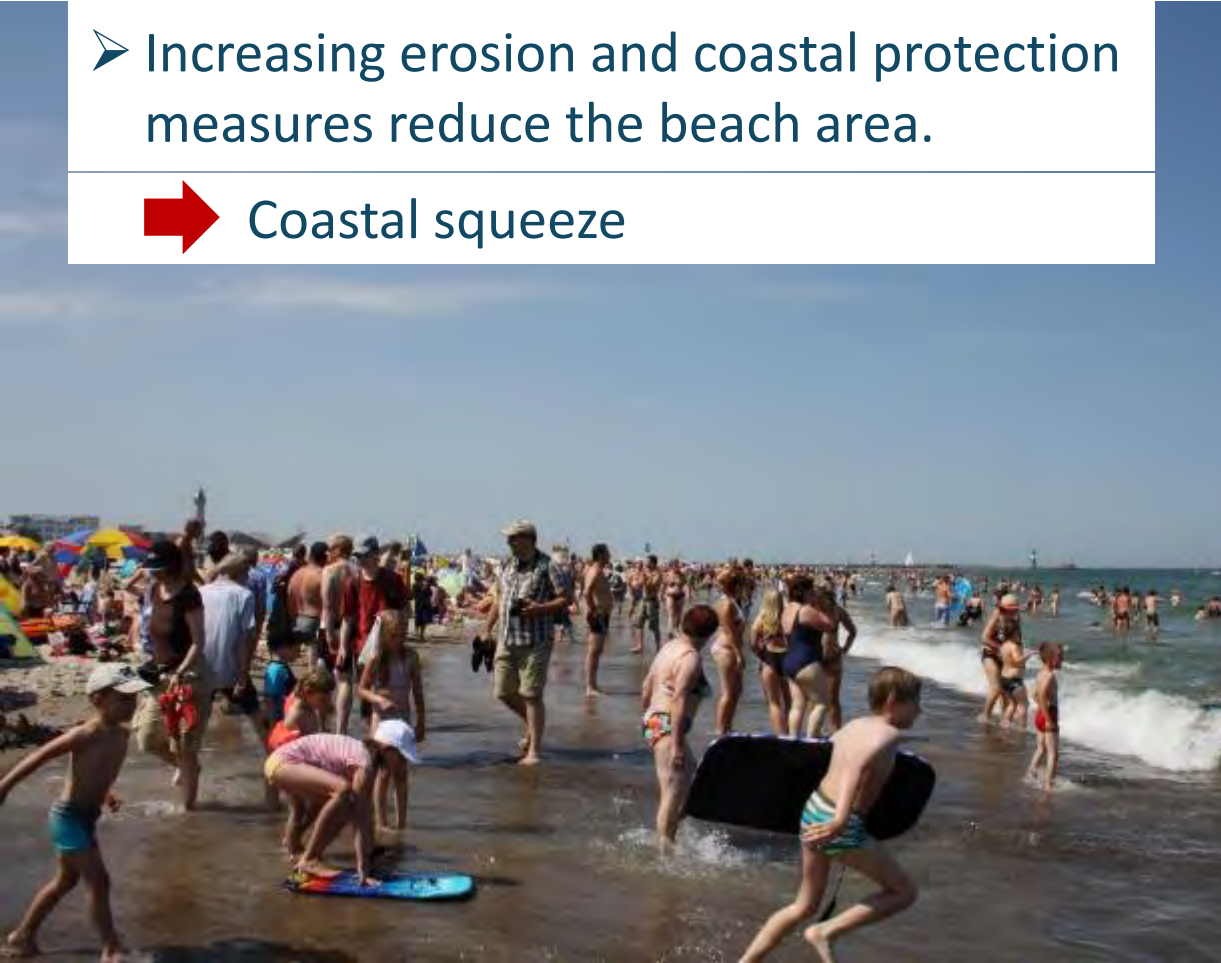 ➢ Increasing erosion and coastal protection
measures reduce the beach area.
Coastal squeeze